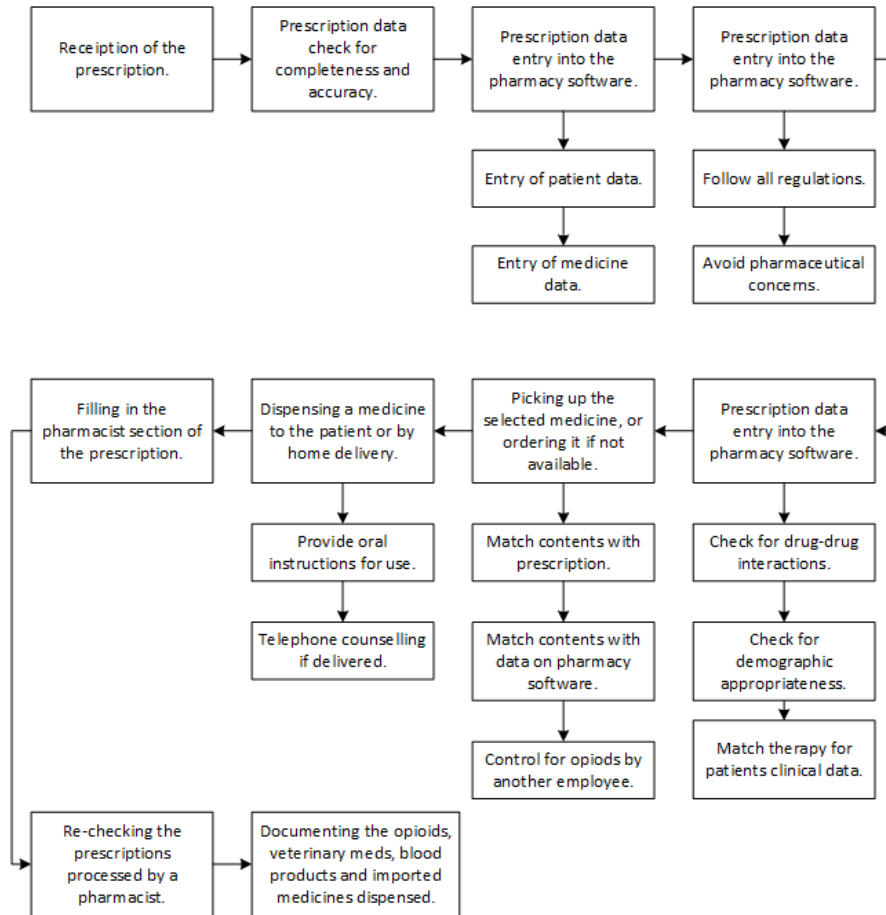 Receiption of the
prescription.
Prescription data
check for
completeness and
accuracy.
Prescription data
entry into the
pharmacy software.
Prescription data
entry into the
pharmacy software.
Entry of patient data.
Follow all regulations.
Entry of medicine
data.
Avoid pharmaceutical
concerns.
Filling in the
pharmacist section of
the prescription.
Dispensing a medicine
to the patient or by
home delivery.
Picking up the
selected medicine, or
ordering it if not
available.
Prescription data
entry into the
pharmacy software.
Provide oral
instructions for use.
Match contents with
prescription.
Check for drug-drug
interactions.
Telephone counselling
if delivered.
Match contents with
data on pharmacy
software.
Check for
demographic
appropriateness.
Control for opiods by
another employee.
Match therapy for
patients clinical data.
Re-checking the
prescriptions
processed by a
pharmacist.
Documenting the opioids,
veterinary meds, blood
products and imported
medicines dispensed.